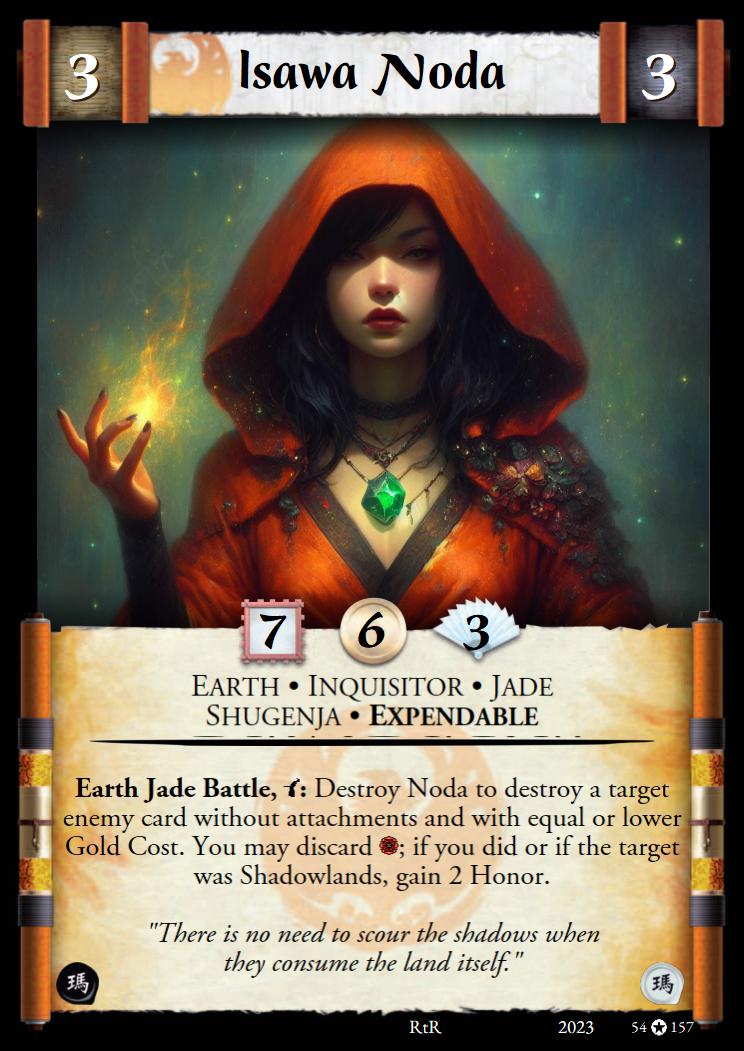 3 Isawa Noda 3
7 6 3
EARTH • INQUISITOR • JADE
SHUGENJA • EXPENDABLE
Earth Jade Battle, : Destroy Noda to destroy a target
enemy card without attachments and with equal or lower
Gold Cost. You may discard ; if you did or if the target
was Shadowlands, gain 2 Honor.
"There is no need to scour the shadows when
they consume the land itself."
瑪 瑪
RtR 2023 54 157